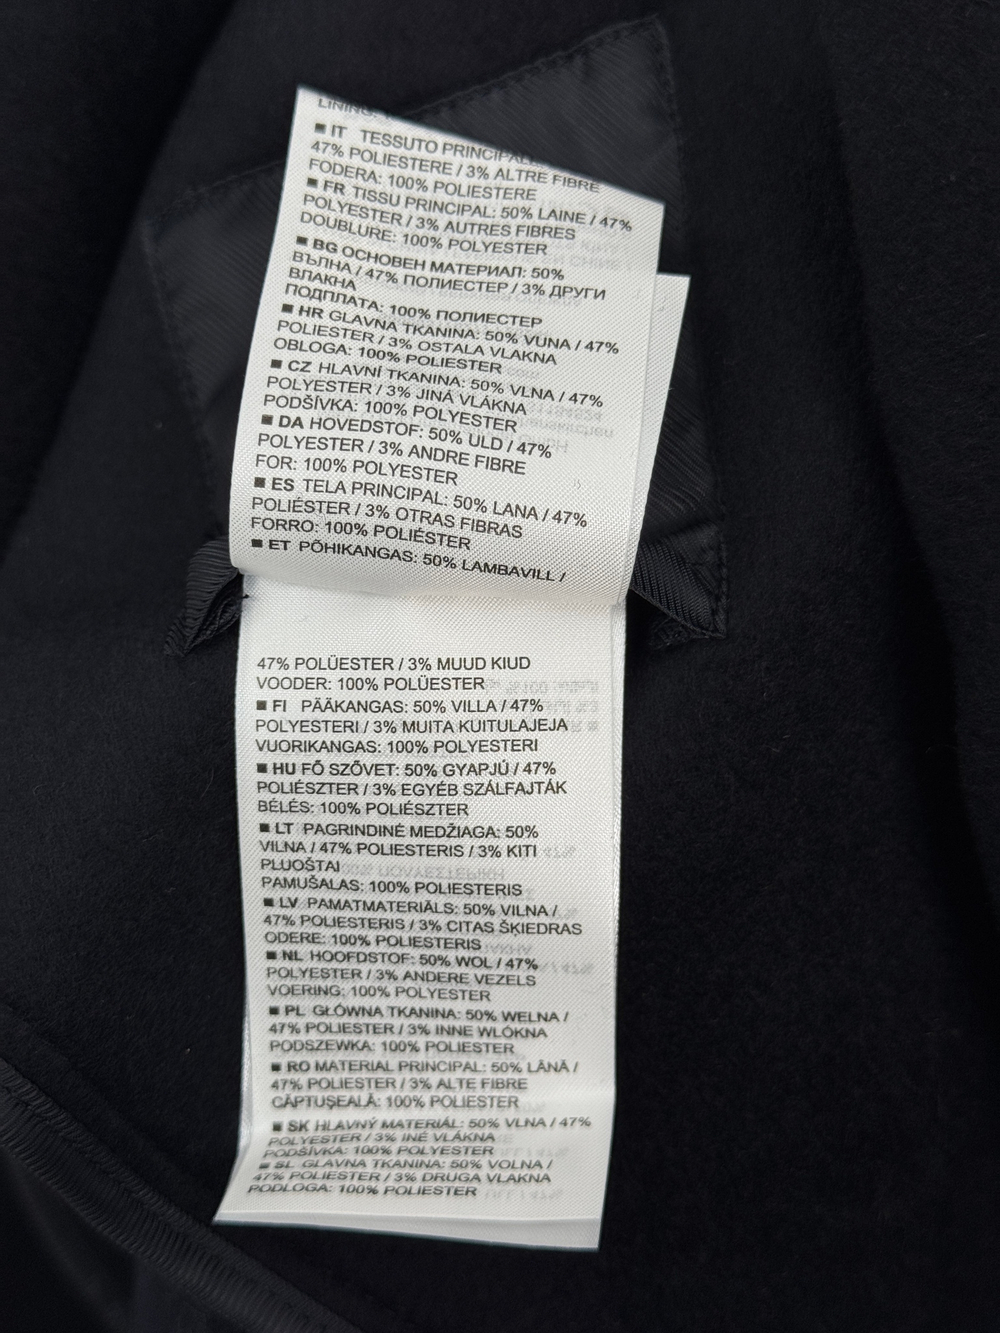 LINING:
■ IT TESSUTO PRINCIPALE:
47% POLIESTERE / 3% ALTRE FIBRE
FODERA: 100% POLIESTERE
■ FR TISSU PRINCIPAL: 50% LAINE / 47%
POLYESTER / 3% AUTRES FIBRES
DOUBLURE: 100% POLYESTER
■ BG ОСНОВЕН МАТЕРИАЛ: 50%
ВЪЛНА / 47% ПОЛИЕСТЕР / 3% ДРУГИ
ВЛАКНА
ПОДПЛАТА: 100% ПОЛИЕСТЕР
■ HR GLAVNA TKANINA: 50% VUNA / 47%
POLIESTER / 3% OSTALA VLAKNA
OBLOGA: 100% POLIESTER
■ CZ HLAVNÍ TKANINA: 50% VLNA / 47%
POLYESTER / 3% JINÁ VLÁKNA
PODŠÍVKA: 100% POLYESTER
■ DA HOVEDSTOF: 50% ULD / 47%
POLYESTER / 3% ANDRE FIBRE
FOR: 100% POLYESTER
■ ES TELA PRINCIPAL: 50% LANA / 47%
POLIÉSTER / 3% OTRAS FIBRAS
FORRO: 100% POLIÉSTER
■ ET PÕHIKANGAS: 50% LAMBAVILL /
47% POLÜESTER / 3% MUUD KIUD
VOODER: 100% POLÜESTER
■ FI PÄÄKANGAS: 50% VILLA / 47%
POLYESTERI / 3% MUITA KUITULAJEJA
VUORIKANGAS: 100% POLYESTERI
■ HU FŐ SZŐVET: 50% GYAPJÚ / 47%
POLIÉSZTER / 3% EGYÉB SZÁLFAJTÁK
BÉLÉS: 100% POLIÉSZTER
■ LT PAGRINDINĖ MEDŽIAGA: 50%
VILNA / 47% POLIESTERIS / 3% KITI
PLUOŠTAI
PAMUŠALAS: 100% POLIESTERIS
■ LV PAMATMATERIĀLS: 50% VILNA /
47% POLIESTERIS / 3% CITAS ŠĶIEDRAS
ODERE: 100% POLIESTERIS
■ NL HOOFDSTOF: 50% WOL / 47%
POLYESTER / 3% ANDERE VEZELS
VOERING: 100% POLYESTER
■ PL GŁÓWNA TKANINA: 50% WEŁNA /
47% POLIESTER / 3% INNE WŁÓKNA
PODSZEWKA: 100% POLIESTER
■ RO MATERIAL PRINCIPAL: 50% LÂNĂ /
47% POLIESTER / 3% ALTE FIBRE
CĂPTUŞEALĂ: 100% POLIESTER
■ SK HLAVNÝ MATERIÁL: 50% VLNA / 47%
POLYESTER / 3% INÉ VLÁKNA
PODŠÍVKA: 100% POLYESTER
■ SL GLAVNA TKANINA: 50% VOLNA /
47% POLIESTER / 3% DRUGA VLAKNA
PODLOGA: 100% POLIESTER